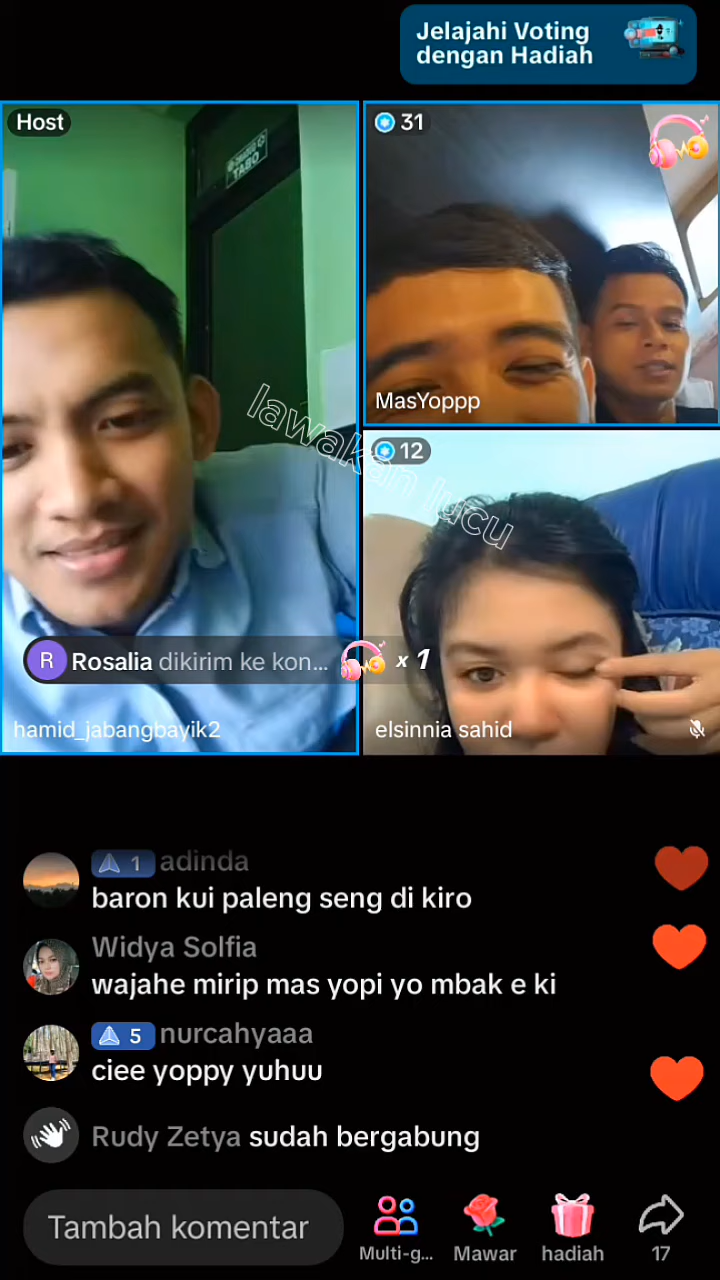 Jelajahi Voting
dengan Hadiah
Host
31
TABO
MasYoppp
lawakan lucu
12
R Rosalia dikirim ke kon... x 1
hamid_jabangbayik2
elsinnia sahid
1 adinda
baron kui paleng seng di kiro
Widya Solfia
wajahe mirip mas yopi yo mbak e ki
5 nurcahyaaa
ciee yoppy yuhuu
Rudy Zetya sudah bergabung
Tambah komentar
Multi-g...
Mawar
hadiah
17